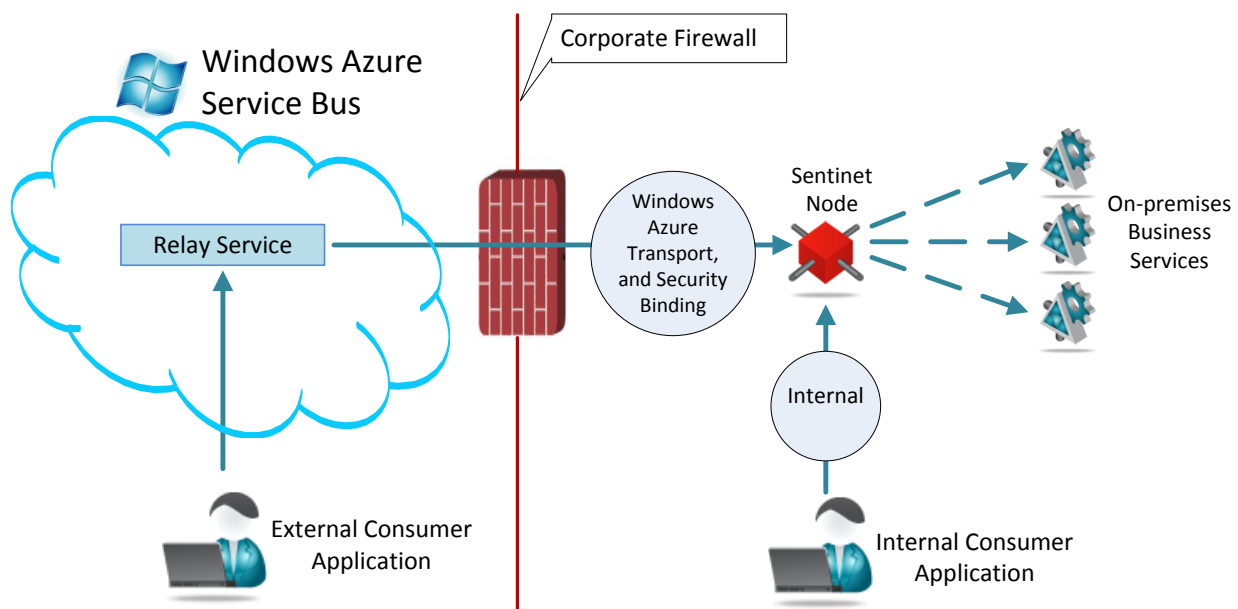 Windows Azure
Service Bus
Corporate Firewall
Relay Service
Windows
Azure
Transport,
and Security
Binding
Sentinet
Node
On-premises
Business
Services
Internal
External Consumer
Application
Internal Consumer
Application